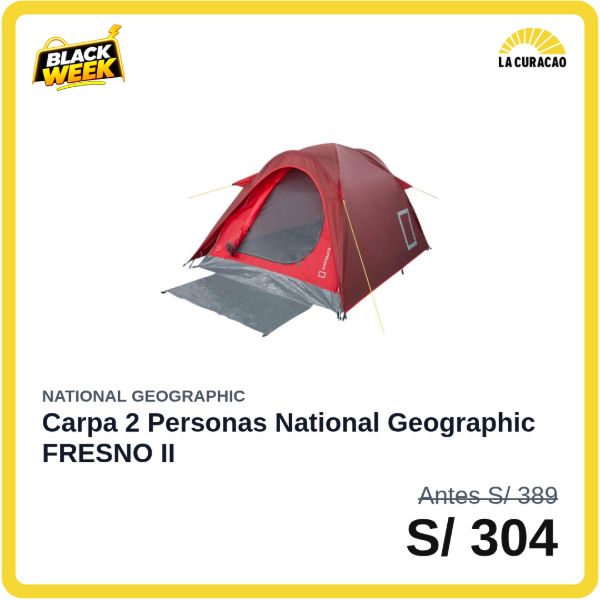 BLACK
WEEK
LA CURACAO
NATIONAL GEOGRAPHIC
Carpa 2 Personas National Geographic
FRESNO II
Antes S/ 389
S/ 304